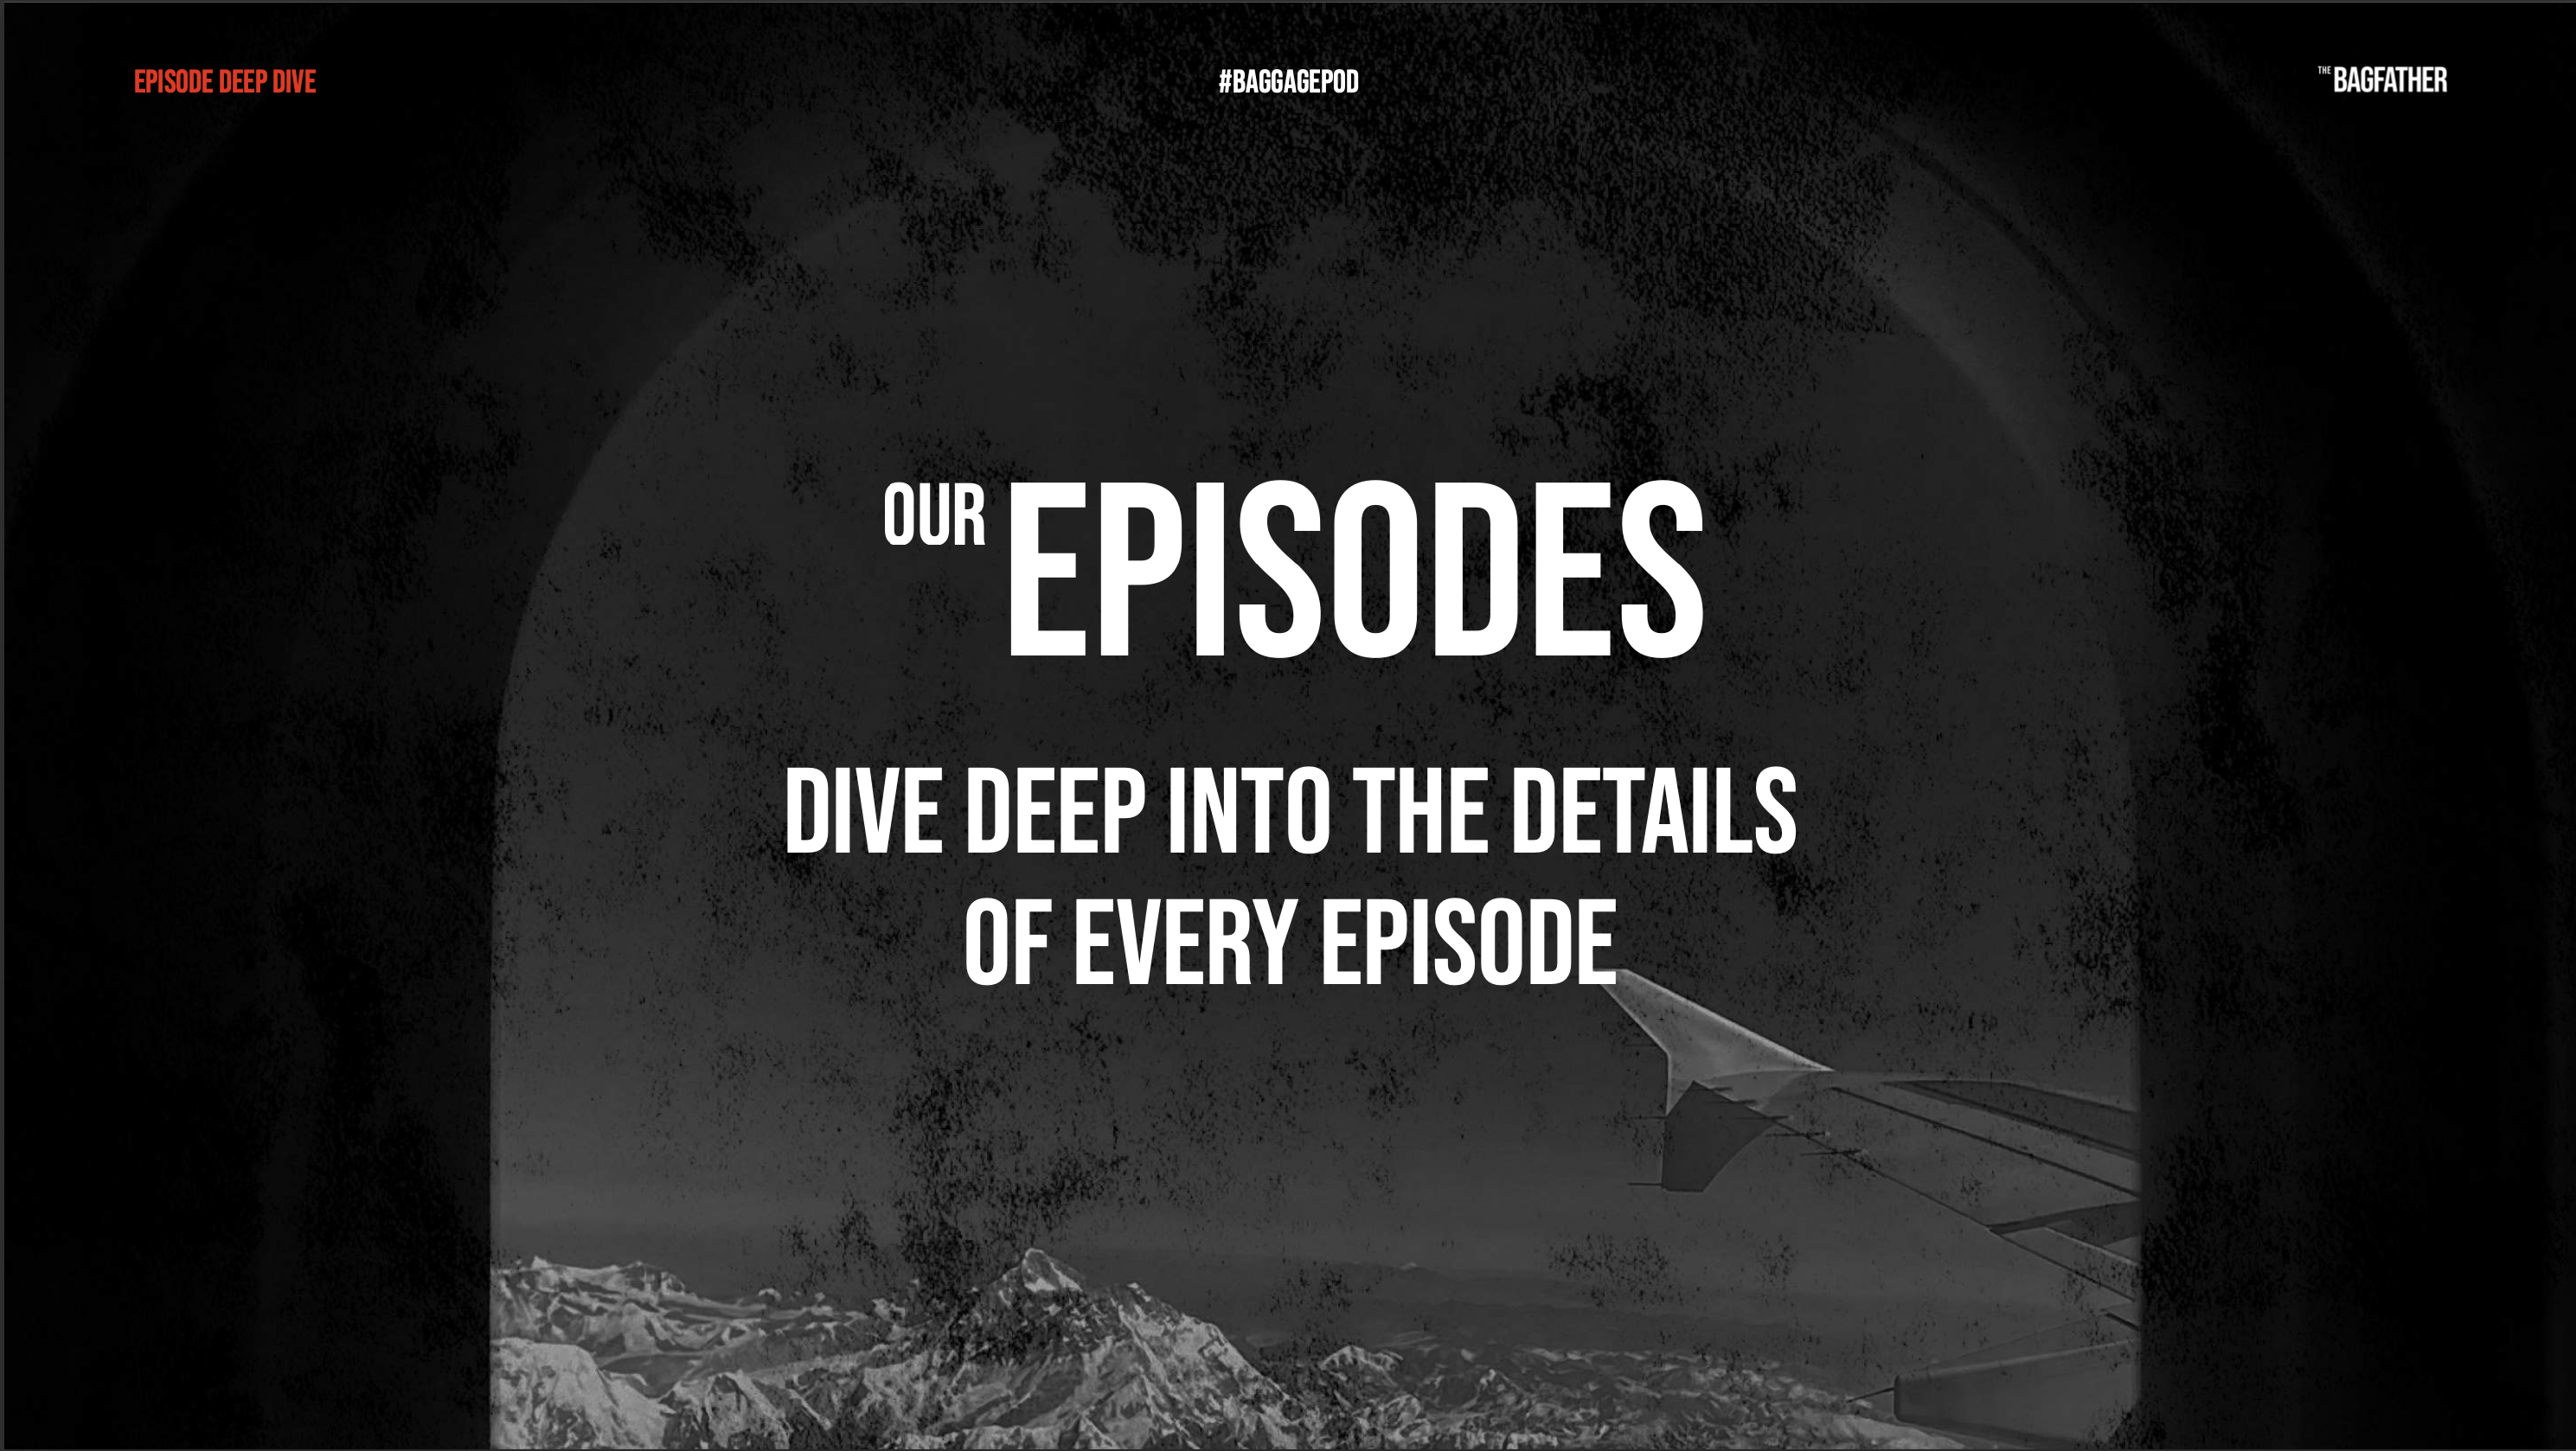 EPISODE DEEP DIVE
#BAGGAGEPOD
THE BAGFATHER
OUR EPISODES
DIVE DEEP INTO THE DETAILS
OF EVERY EPISODE